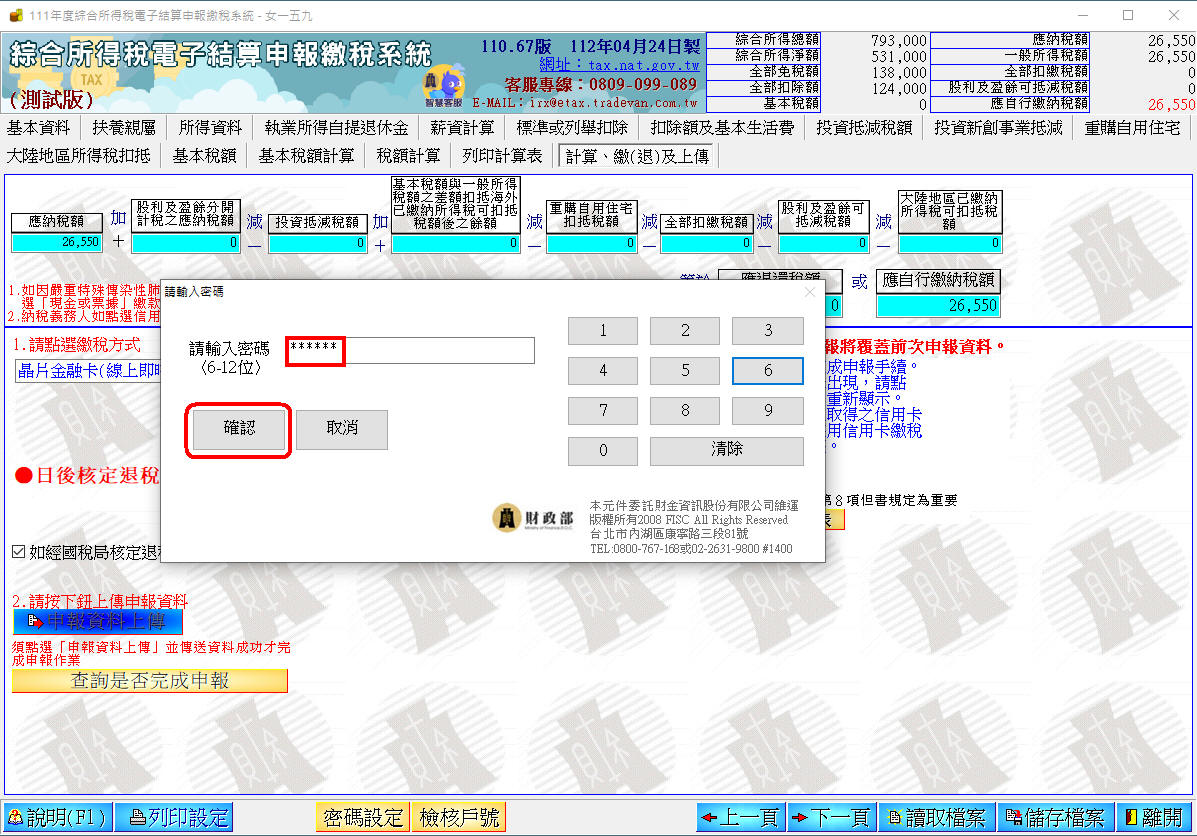 111年度綜合所得稅電子結算申報繳稅系統 - 女一五九
綜合所得稅電子結算申報繳稅系統
(測試版)
TAX
智慧客服
110.67版 112年04月24日製
網址：tax.nat.gov.tw
客服專線：0809-099-089
E-MAIL：irx@etax.tradevan.com.tw
綜合所得總額 793,000 應納稅額 26,550
綜合所得淨額 531,000 一般所得稅額 26,550
全部免稅額 138,000 全部扣繳稅額 0
全部扣除額 124,000 股利及盈餘可抵減稅額 0
基本稅額 0 應自行繳納稅額 26,550
基本資料 扶養親屬 所得資料 執業所得自提退休金 薪資計算 標準或列舉扣除 扣除額及基本生活費 投資抵減稅額 投資新創事業抵減 重購自用住宅
大陸地區所得稅扣抵 基本稅額 基本稅額計算 稅額計算 列印計算表 計算、繳(退)及上傳
應納稅額
26,550
加
＋
股利及盈餘分開
計稅之應納稅額
0
減
－
投資抵減稅額
0
加
＋
基本稅額與一般所得
稅額之差額扣抵海外
已繳納所得稅可扣抵
稅額後之餘額
0
減
－
重購自用住宅
扣抵稅額
0
減
－
全部扣繳稅額
0
減
－
股利及盈餘可
抵減稅額
0
減
－
大陸地區已繳納
所得稅可扣抵稅
額
0
等於 應退還稅額
0
或
應自行繳納稅額
26,550
1.如因嚴重特殊傳染性肺
選「現金或票據」繳款
2.納稅義務人如點選信用
1.請點選繳稅方式
晶片金融卡(線上即時
●日後核定退稅
☑如經國稅局核定退稅
2.請按下鈕上傳申報資料
申報資料上傳
須點選「申報資料上傳」並傳送資料成功才完
成申報作業
查詢是否完成申報
報將覆蓋前次申報資料。
成申報手續。
出現，請點
重新顯示。
取得之信用卡
用信用卡繳稅
。
第8項但書規定為重要
表
請輸入密碼
請輸入密碼
（6-12位）
******
確認
取消
1 2 3
4 5 6
7 8 9
0 清除
財政部
本元件委託財金資訊股份有限公司維運
版權所有2008 FISC All Rights Reserved
台北市內湖區康寧路三段81號
TEL:0800-767-168或02-2631-9800 #1400
說明(F1) 列印設定 密碼設定 檢核戶號 上一頁 下一頁 讀取檔案 儲存檔案 離開